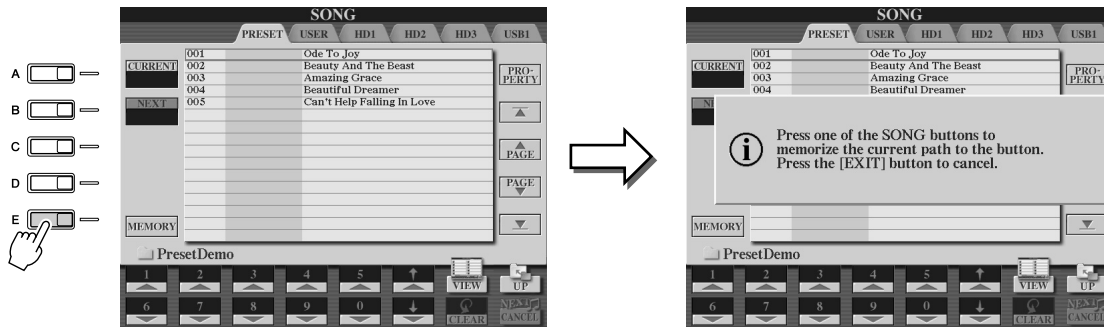 SONG
PRESET USER HD1 HD2 HD3 USB1
A
B
C
D
E
CURRENT
NEXT
MEMORY
001 Ode To Joy
002 Beauty And The Beast
003 Amazing Grace
004 Beautiful Dreamer
005 Can't Help Falling In Love
PRO-
PERTY
PAGE
PAGE
PresetDemo
1 2 3 4 5
VIEW UP
6 7 8 9 0
CLEAR
NEXT
CANCEL
SONG
PRESET USER HD1 HD2 HD3 USB1
CURRENT
NE
001 Ode To Joy
002 Beauty And The Beast
003 Amazing Grace
004 Beautiful Dreamer
PRO-
PERTY
Press one of the SONG buttons to
memorize the current path to the button.
Press the [EXIT] button to cancel.
MEMORY
PresetDemo
1 2 3 4 5
VIEW UP
6 7 8 9 0
CLEAR
NEXT
CANCEL